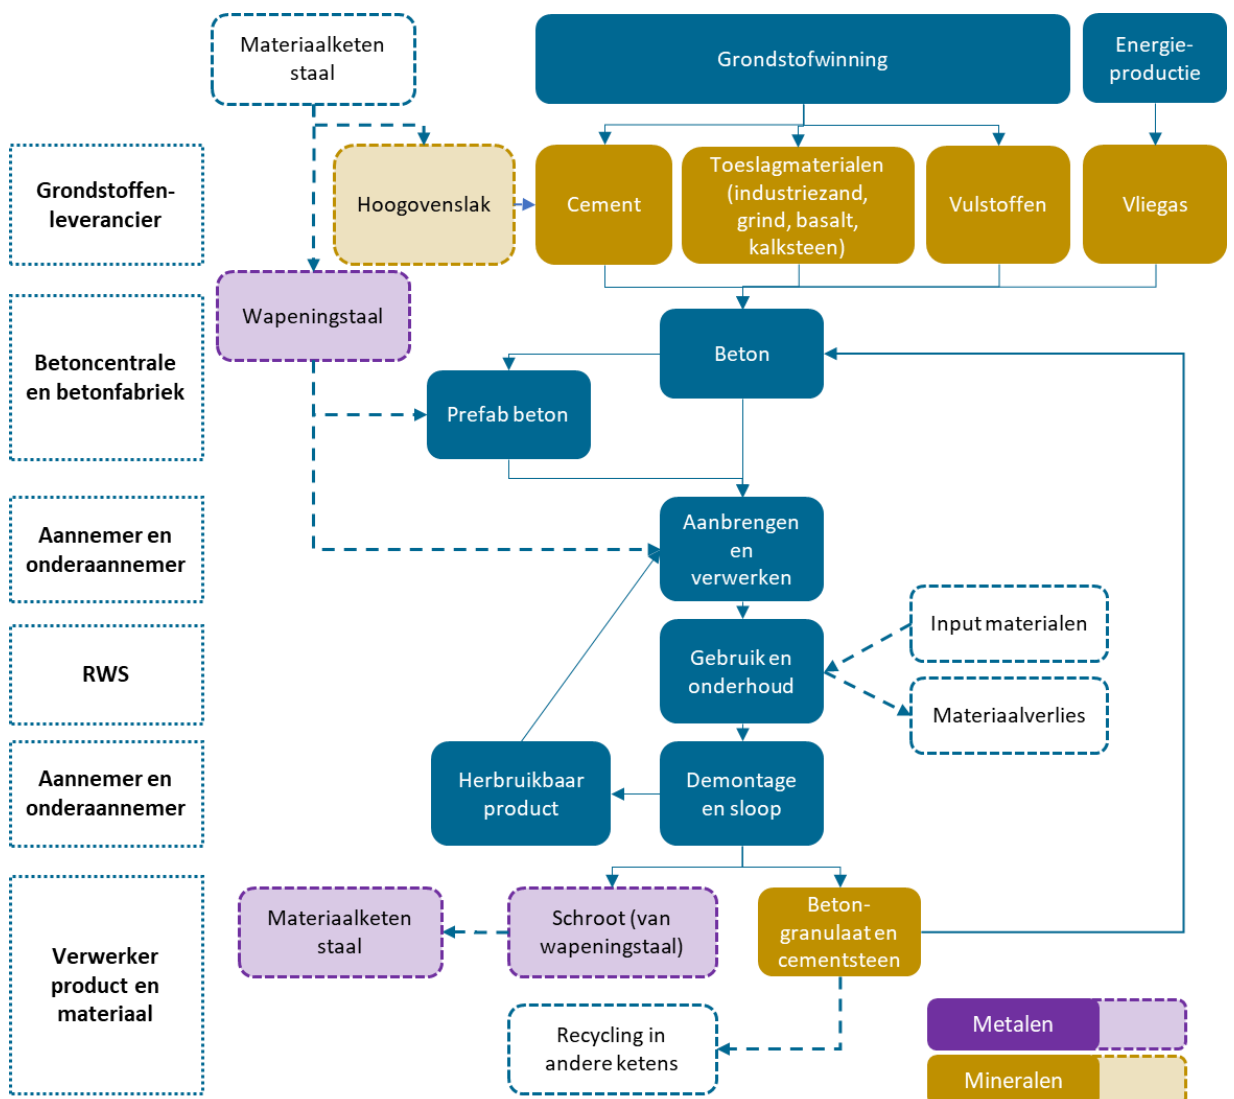 Materiaalketen
staal
Grondstofwinning
Energie-
productie
Grondstoffen-
leverancier
Hoogovenslak
Cement
Toeslagmaterialen
(industriezand,
grind, basalt,
kalksteen)
Vulstoffen
Vliegas
Wapeningstaal
Betoncentrale
en betonfabriek
Beton
Prefab beton
Aannemer en
onderaannemer
Aanbrengen
en
verwerken
Input materialen
RWS
Gebruik en
onderhoud
Materiaalverlies
Aannemer en
onderaannemer
Herbruikbaar
product
Demontage
en sloop
Verwerker
product en
materiaal
Materiaalketen
staal
Schroot (van
wapeningstaal)
Beton-
granulaat en
cementsteen
Recycling in
andere ketens
Metalen
Mineralen